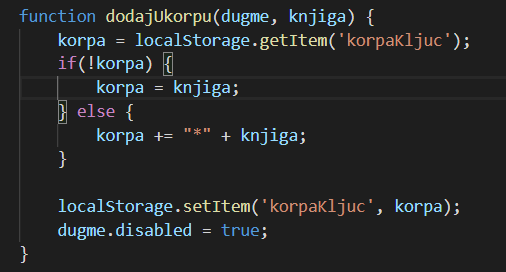 function dodajUkorpu(dugme, knjiga) {
    korpa = localStorage.getItem('korpaKljuc');
    if(!korpa) {
        korpa = knjiga;
    } else {
        korpa += "*" + knjiga;
    }

    localStorage.setItem('korpaKljuc', korpa);
    dugme.disabled = true;
}